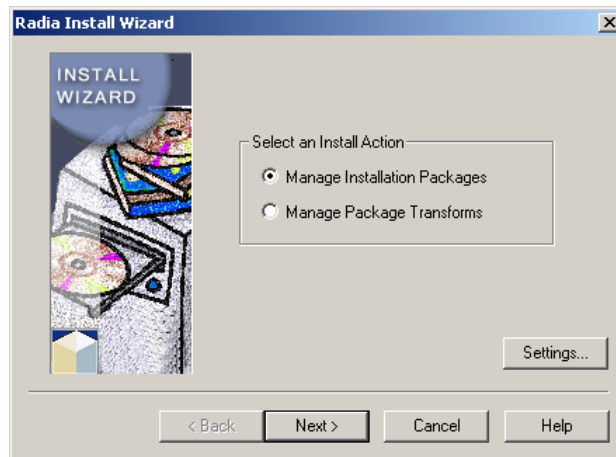 Radia Install Wizard
INSTALL
WIZARD
Select an Install Action
Manage Installation Packages
Manage Package Transforms
Settings...
< Back
Next >
Cancel
Help